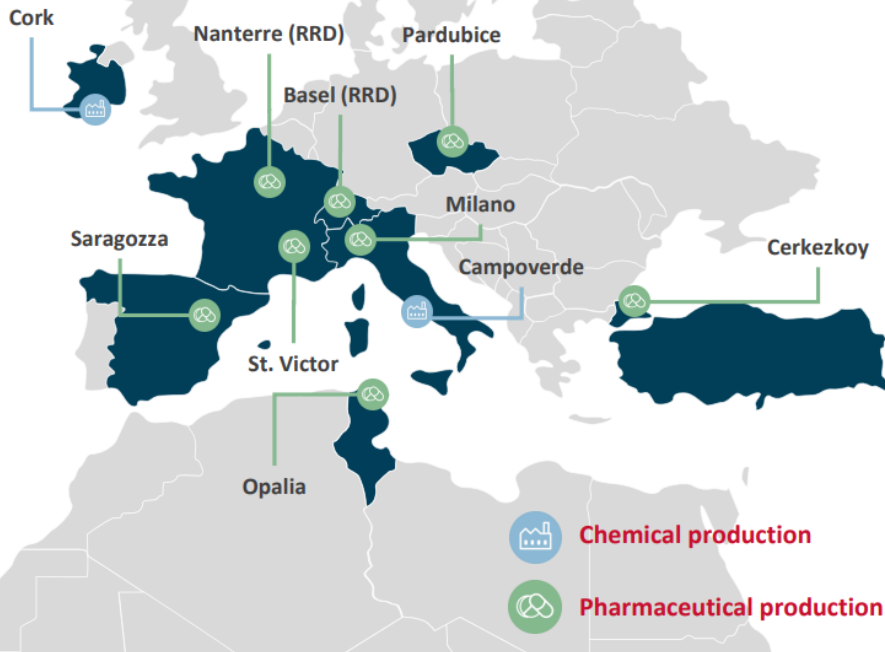 Cork
Nanterre (RRD)
Pardubice
Basel (RRD)
Milano
Saragozza
Cerkezkoy
Campoverde
St. Victor
Opalia
Chemical production
Pharmaceutical production